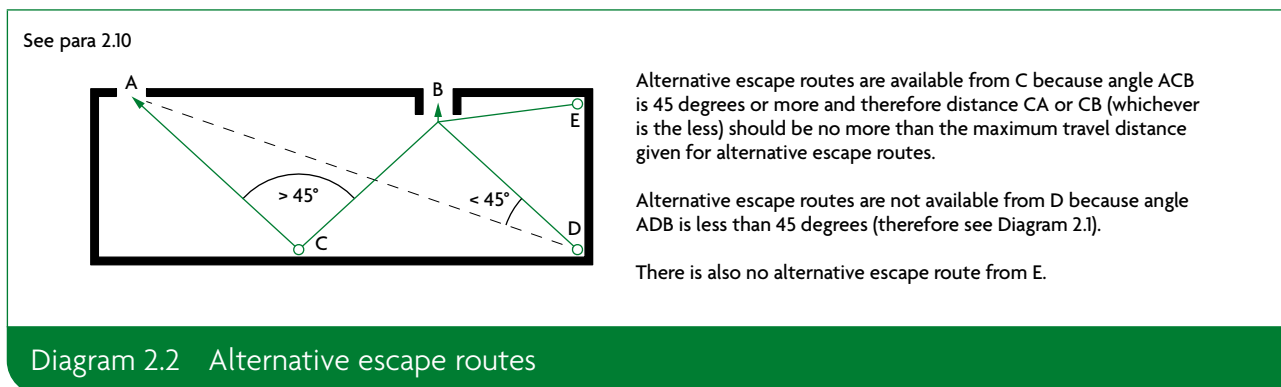 See para 2.10
A
B
E
> 45°
< 45°
C
D
Alternative escape routes are available from C because angle ACB
is 45 degrees or more and therefore distance CA or CB (whichever
is the less) should be no more than the maximum travel distance
given for alternative escape routes.
Alternative escape routes are not available from D because angle
ADB is less than 45 degrees (therefore see Diagram 2.1).
There is also no alternative escape route from E.
Diagram 2.2 Alternative escape routes